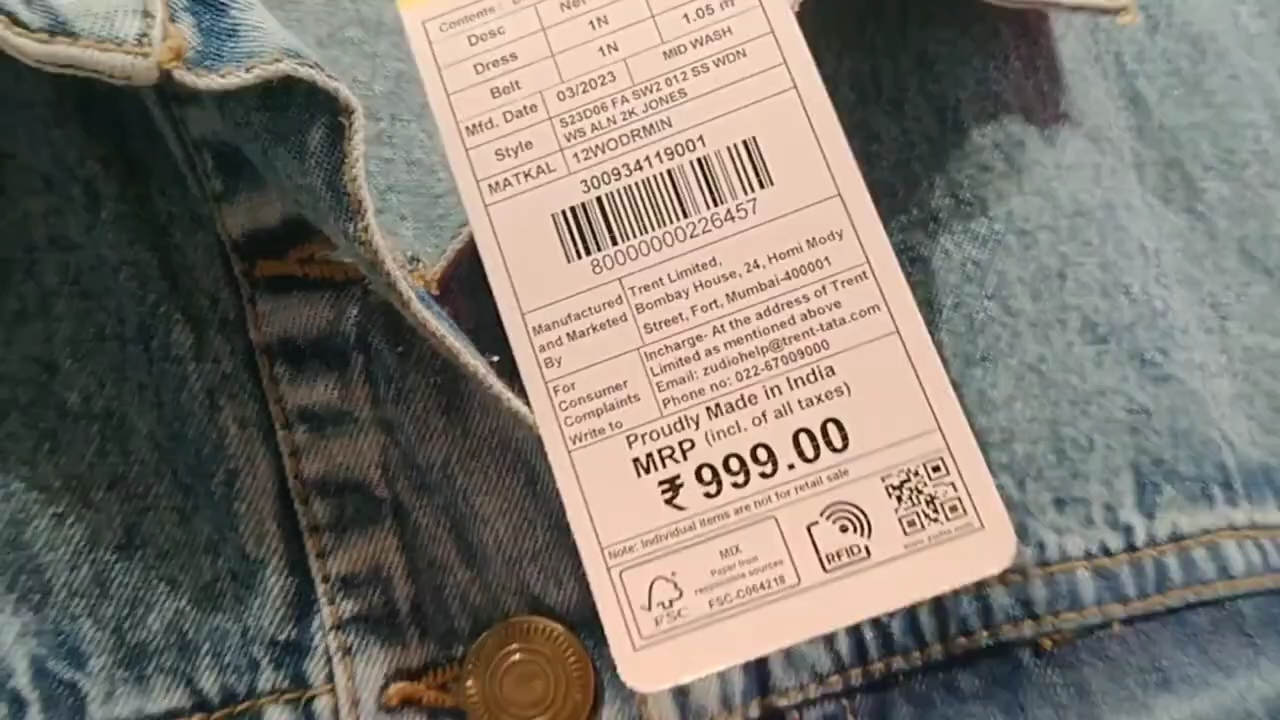 Contents:
Desc
Dress 1N 1.05 m
Belt 1N
Mfd. Date 03/2023 MID WASH
Style S23D06 FA SW2 012 SS WDN
WS ALN 2K JONES
MATKAL 12WODRMIN
300934119001
80000000226457
Manufactured
and Marketed
By
Trent Limited,
Bombay House, 24, Homi Mody
Street, Fort, Mumbai-400001
For
Consumer
Complaints
Write to
Incharge- At the address of Trent
Limited as mentioned above
Email: zudiohelp@trent-tata.com
Phone no: 022-67009000
Proudly Made in India
MRP (incl. of all taxes)
₹ 999.00
Note: Individual items are not for retail sale
FSC
MIX
Paper from
responsible sources
FSC-C064218
RFID